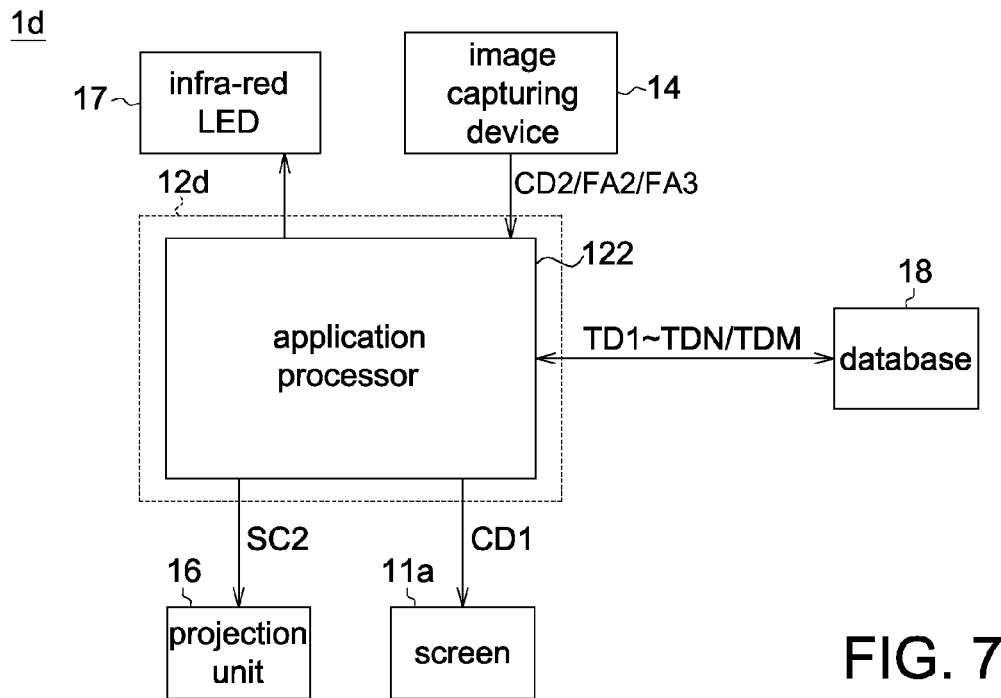 1d
infra-red
LED
17
image
capturing
device
14
12d
CD2/FA2/FA3
122
application
processor
18
TD1~TDN/TDM
database
SC2
CD1
16
projection
unit
11a
screen
FIG. 7